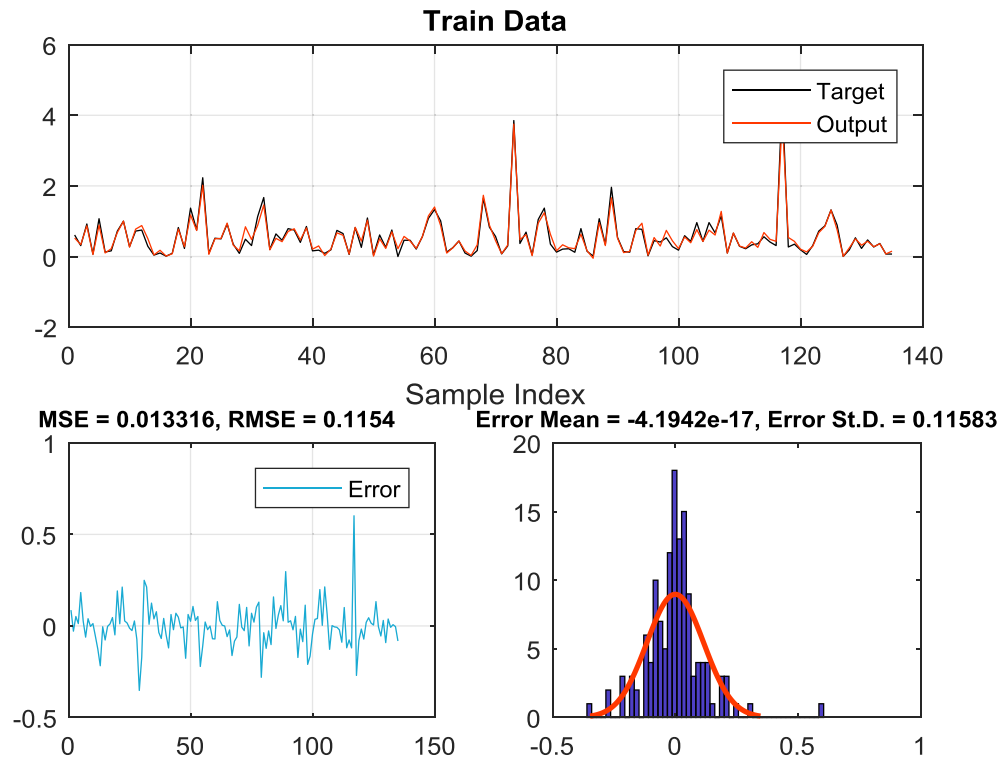 Train Data
6
4
2
0
-2
Target
Output
0 20 40 60 80 100 120 140
Sample Index
MSE = 0.013316, RMSE = 0.1154
1
0.5
0
-0.5
Error
0 50 100 150
Error Mean = -4.1942e-17, Error St.D. = 0.11583
20
15
10
5
0
-0.5 0 0.5 1